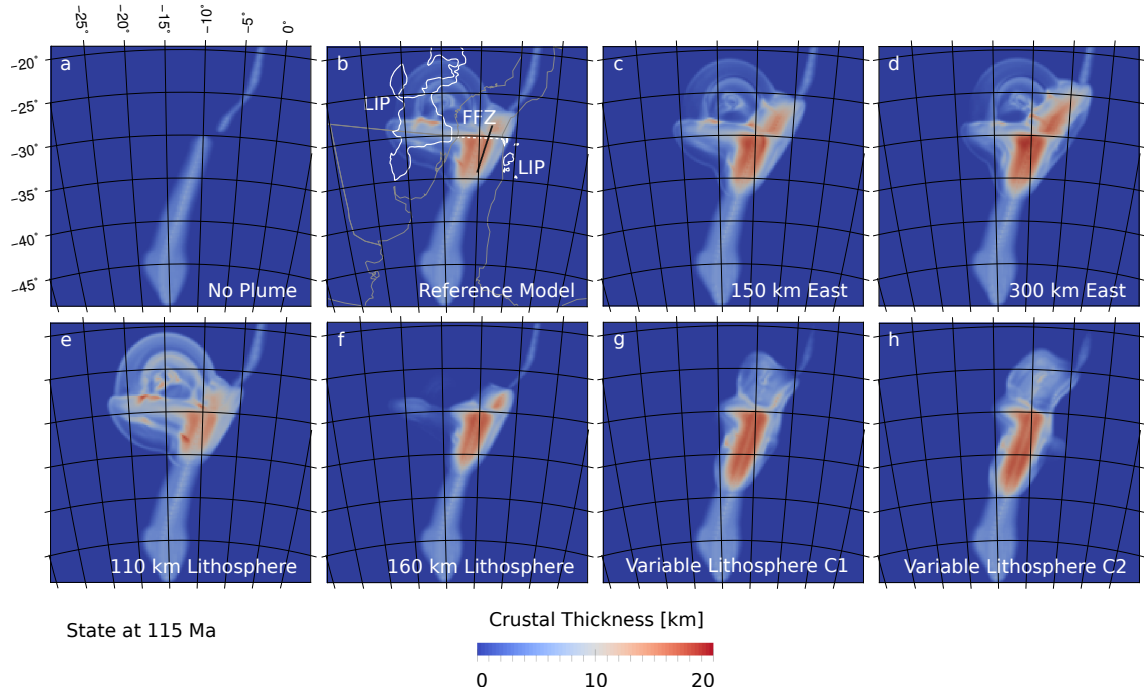 -25° -20° -15° -10° -5° 0°
-20°
-25°
-30°
-35°
-40°
-45°
a
No Plume
b
LIP
FFZ
LIP
Reference Model
c
150 km East
d
300 km East
e
110 km Lithosphere
f
160 km Lithosphere
g
Variable Lithosphere C1
h
Variable Lithosphere C2
State at 115 Ma
Crustal Thickness [km]
0 10 20